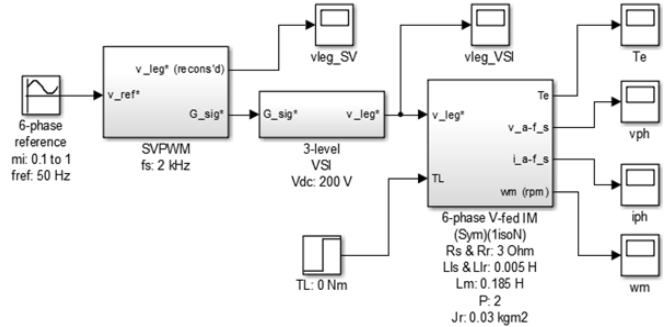 vleg_SV
vleg_VSI
Te
v_leg* (recons'd)
v_ref*
G_sig*
SVPWM
fs: 2 kHz
6-phase
reference
mi: 0.1 to 1
fref: 50 Hz
G_sig*
v_leg*
3-level
VSI
Vdc: 200 V
v_leg*
TL
Te
v_a-f_s
i_a-f_s
wm (rpm)
6-phase V-fed IM
(Sym)(1isoN)
Rs & Rr: 3 Ohm
Lls & Llr: 0.005 H
Lm: 0.185 H
P: 2
Jr: 0.03 kgm2
TL: 0 Nm
vph
iph
wm